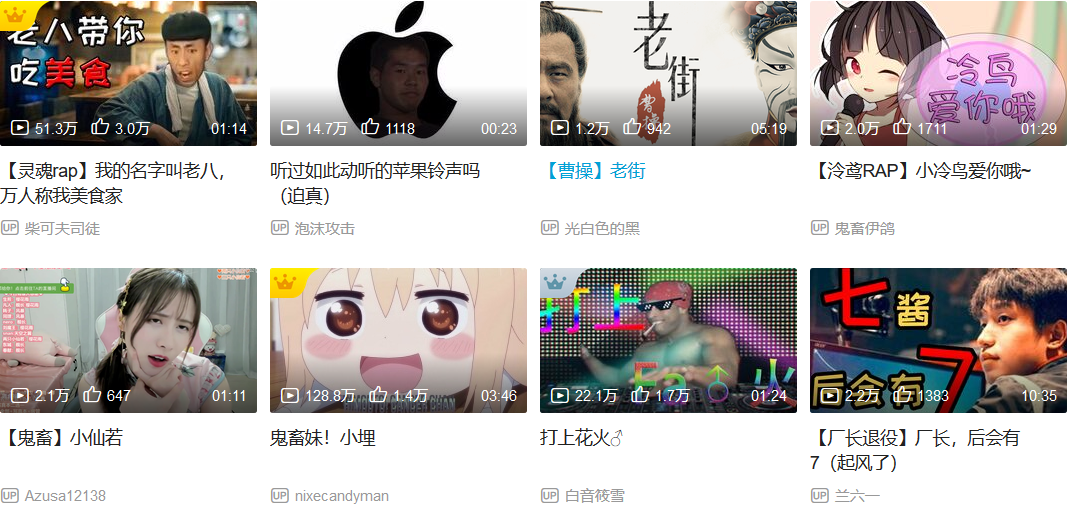 老八带你
吃美食
51.3万 3.0万 01:14
【灵魂rap】我的名字叫老八，
万人称我美食家
UP 柴可夫司徒
14.7万 1118 00:23
听过如此动听的苹果铃声吗
（迫真）
UP 泡沫攻击
老街
曹操
1.2万 942 05:19
【曹操】老街
UP 光白色的黑
冷鸟
爱你哦
2.0万 1711 01:29
【泠鸢RAP】小冷鸟爱你哦~
UP 鬼畜伊鸽
2.1万 647 01:11
【鬼畜】小仙若
UP Azusa12138
128.8万 1.4万 03:46
鬼畜妹！小埋
UP nixecandyman
打上
Fa♂火
22.1万 1.7万 01:24
打上花火♂
UP 白音筱雪
七酱
后会有7
2.2万 1383 10:35
【厂长退役】厂长，后会有
7（起风了）
UP 兰六一